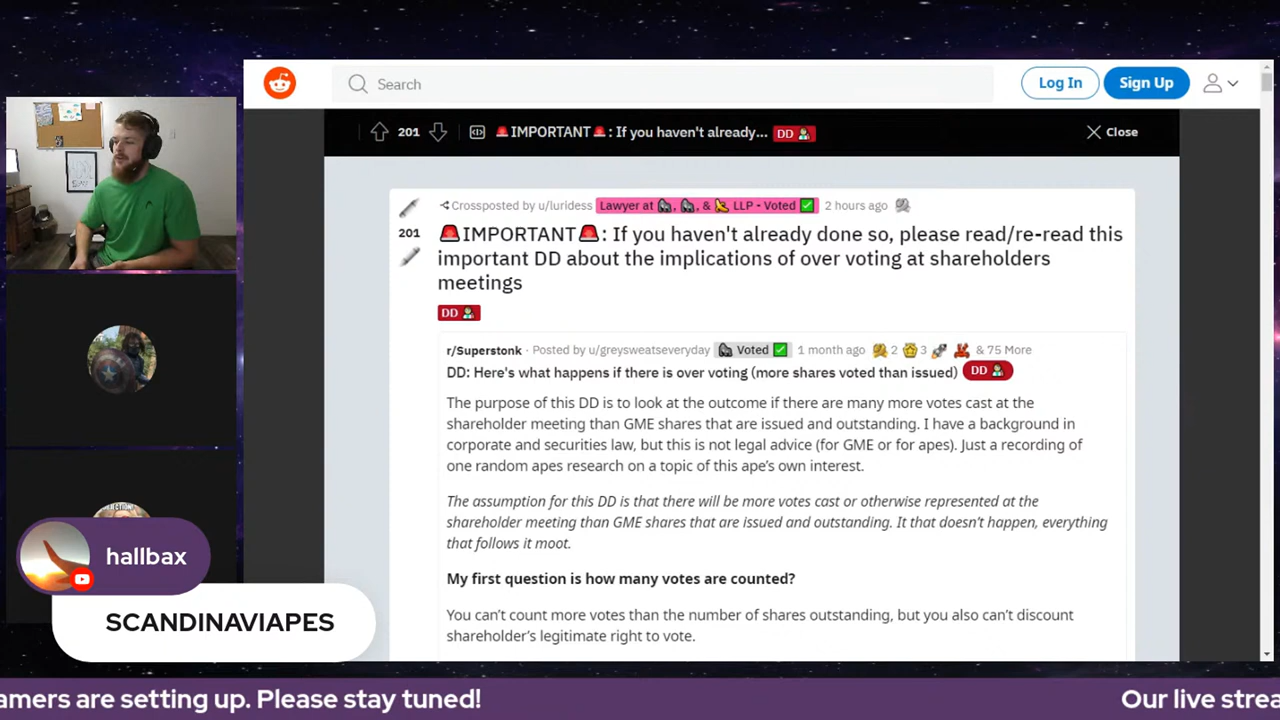 Search
Log In
Sign Up
201
🚨IMPORTANT🚨: If you haven't already... DD
Close
Crossposted by u/luridess Lawyer at 🦍, 🦍, & 🍌 LLP - Voted ✅ 2 hours ago
201
🚨IMPORTANT🚨: If you haven't already done so, please read/re-read this
important DD about the implications of over voting at shareholders
meetings
DD
r/Superstonk · Posted by u/greysweatseveryday 🦍 Voted ✅ 1 month ago 2 3 & 75 More
DD: Here's what happens if there is over voting (more shares voted than issued) DD
The purpose of this DD is to look at the outcome if there are many more votes cast at the
shareholder meeting than GME shares that are issued and outstanding. I have a background in
corporate and securities law, but this is not legal advice (for GME or for apes). Just a recording of
one random apes research on a topic of this ape's own interest.
The assumption for this DD is that there will be more votes cast or otherwise represented at the
shareholder meeting than GME shares that are issued and outstanding. It that doesn't happen, everything
that follows it moot.
My first question is how many votes are counted?
You can't count more votes than the number of shares outstanding, but you also can't discount
shareholder's legitimate right to vote.
hallbax
SCANDINAVIAPES
amers are setting up. Please stay tuned!
Our live strea